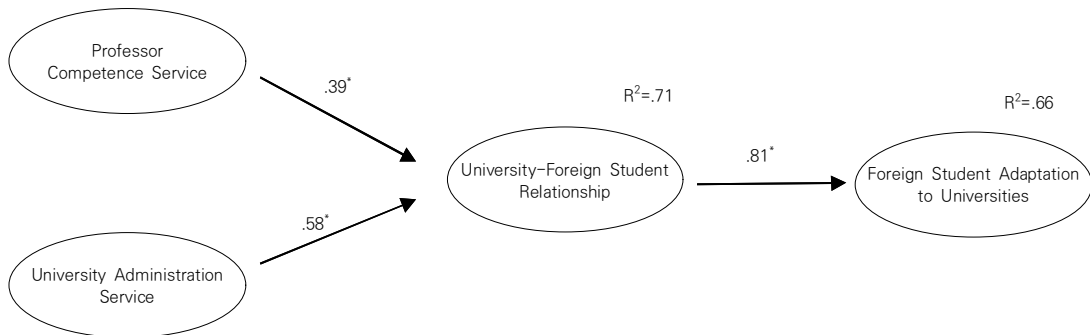 Professor
Competence Service
.39*
R²=.71
R²=.66
University-Foreign Student
Relationship
.81*
Foreign Student Adaptation
to Universities
.58*
University Administration
Service